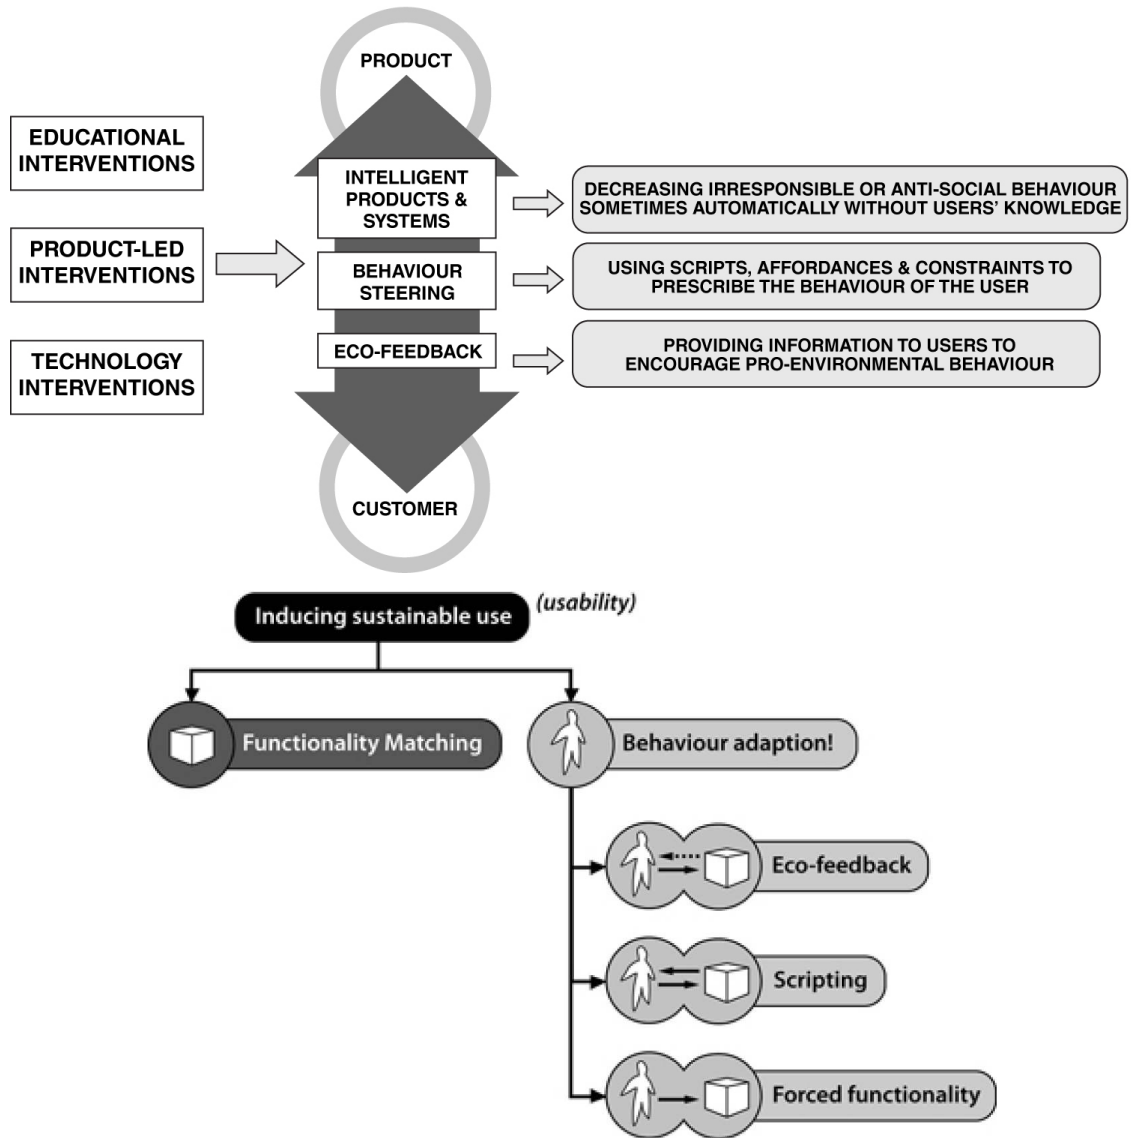 PRODUCT
EDUCATIONAL
INTERVENTIONS
PRODUCT-LED
INTERVENTIONS
TECHNOLOGY
INTERVENTIONS
INTELLIGENT
PRODUCTS &
SYSTEMS
BEHAVIOUR
STEERING
ECO-FEEDBACK
DECREASING IRRESPONSIBLE OR ANTI-SOCIAL BEHAVIOUR
SOMETIMES AUTOMATICALLY WITHOUT USERS' KNOWLEDGE
USING SCRIPTS, AFFORDANCES & CONSTRAINTS TO
PRESCRIBE THE BEHAVIOUR OF THE USER
PROVIDING INFORMATION TO USERS TO
ENCOURAGE PRO-ENVIRONMENTAL BEHAVIOUR
CUSTOMER
Inducing sustainable use
(usability)
Functionality Matching
Behaviour adaption!
Eco-feedback
Scripting
Forced functionality